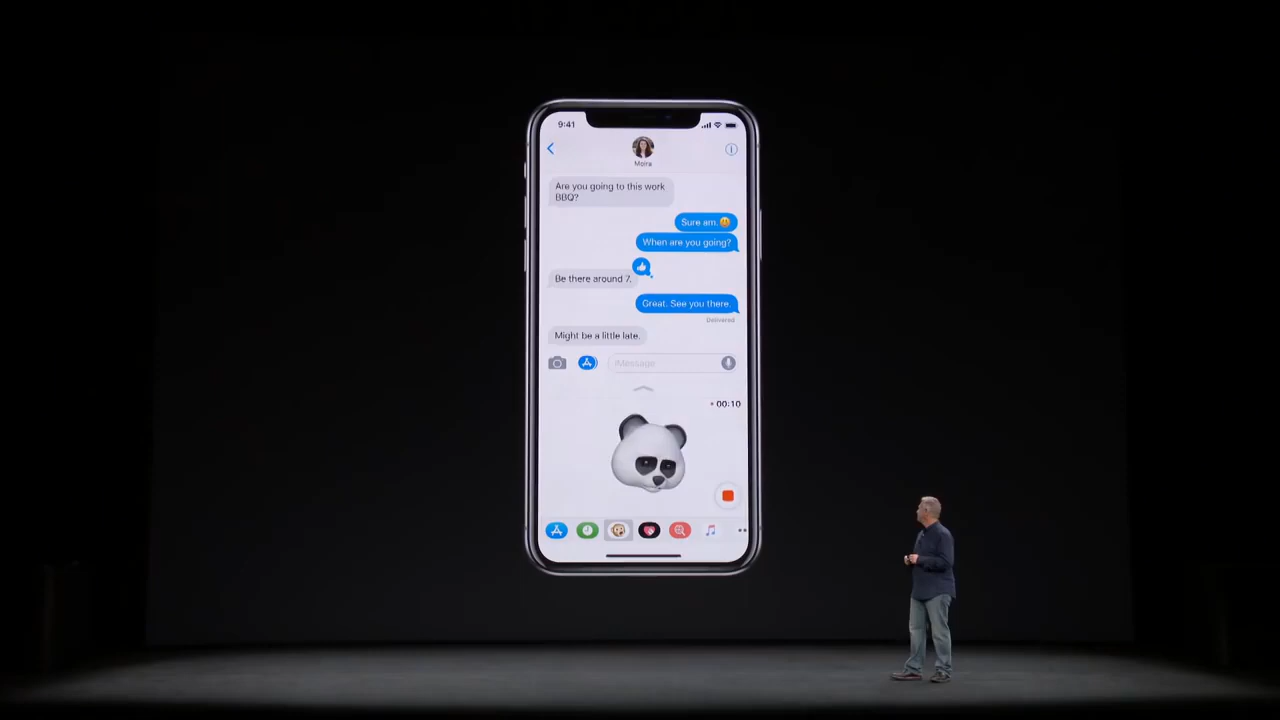 9:41
Moira
Are you going to this work
BBQ?
Sure am.
When are you going?
Be there around 7.
Great. See you there.
Delivered
Might be a little late.
iMessage
00:10